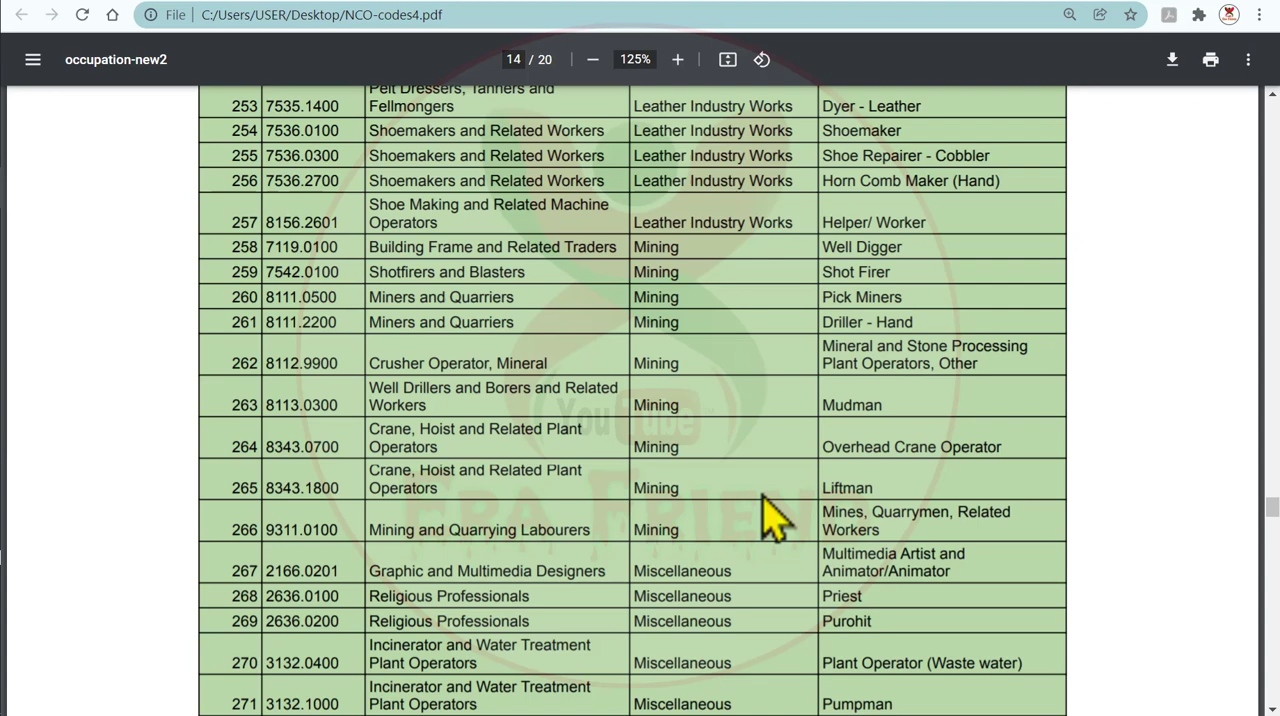 File C:/Users/USER/Desktop/NCO-codes4.pdf
occupation-new2 14 / 20 125%
Pelt Dressers, Tanners and
253 7535.1400 Fellmongers Leather Industry Works Dyer - Leather
254 7536.0100 Shoemakers and Related Workers Leather Industry Works Shoemaker
255 7536.0300 Shoemakers and Related Workers Leather Industry Works Shoe Repairer - Cobbler
256 7536.2700 Shoemakers and Related Workers Leather Industry Works Horn Comb Maker (Hand)
Shoe Making and Related Machine
257 8156.2601 Operators Leather Industry Works Helper/ Worker
258 7119.0100 Building Frame and Related Traders Mining Well Digger
259 7542.0100 Shotfirers and Blasters Mining Shot Firer
260 8111.0500 Miners and Quarriers Mining Pick Miners
261 8111.2200 Miners and Quarriers Mining Driller - Hand
Mineral and Stone Processing
262 8112.9900 Crusher Operator, Mineral Mining Plant Operators, Other
Well Drillers and Borers and Related
263 8113.0300 Workers Mining Mudman
Crane, Hoist and Related Plant
264 8343.0700 Operators Mining Overhead Crane Operator
Crane, Hoist and Related Plant
265 8343.1800 Operators Mining Liftman
Mines, Quarrymen, Related
266 9311.0100 Mining and Quarrying Labourers Mining Workers
Multimedia Artist and
267 2166.0201 Graphic and Multimedia Designers Miscellaneous Animator/Animator
268 2636.0100 Religious Professionals Miscellaneous Priest
269 2636.0200 Religious Professionals Miscellaneous Purohit
Incinerator and Water Treatment
270 3132.0400 Plant Operators Miscellaneous Plant Operator (Waste water)
Incinerator and Water Treatment
271 3132.1000 Plant Operators Miscellaneous Pumpman
YouTube
Era Friend